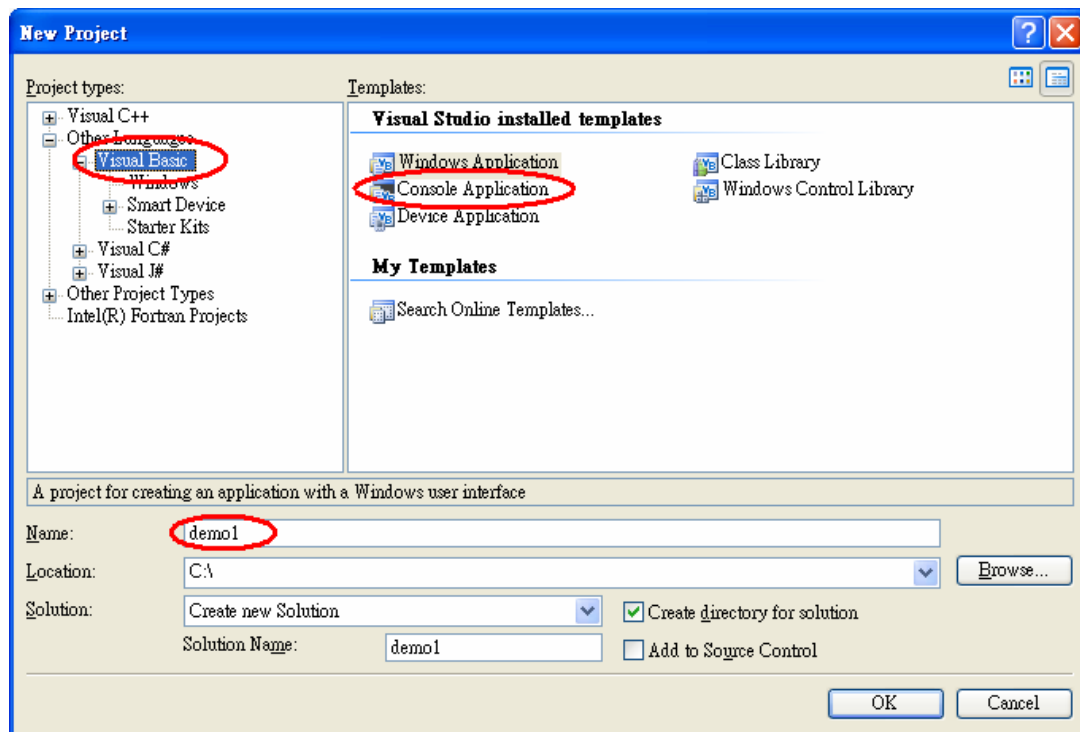 New Project
Project types:
Templates:
Visual C++
Other Languages
Visual Basic
Windows
Smart Device
Starter Kits
Visual C#
Visual J#
Other Project Types
Intel(R) Fortran Projects
Visual Studio installed templates
Windows Application
Console Application
Device Application
Class Library
Windows Control Library
My Templates
Search Online Templates...
A project for creating an application with a Windows user interface
Name:
demo1
Location:
C:\
Browse...
Solution:
Create new Solution
Create directory for solution
Solution Name:
demo1
Add to Source Control
OK
Cancel